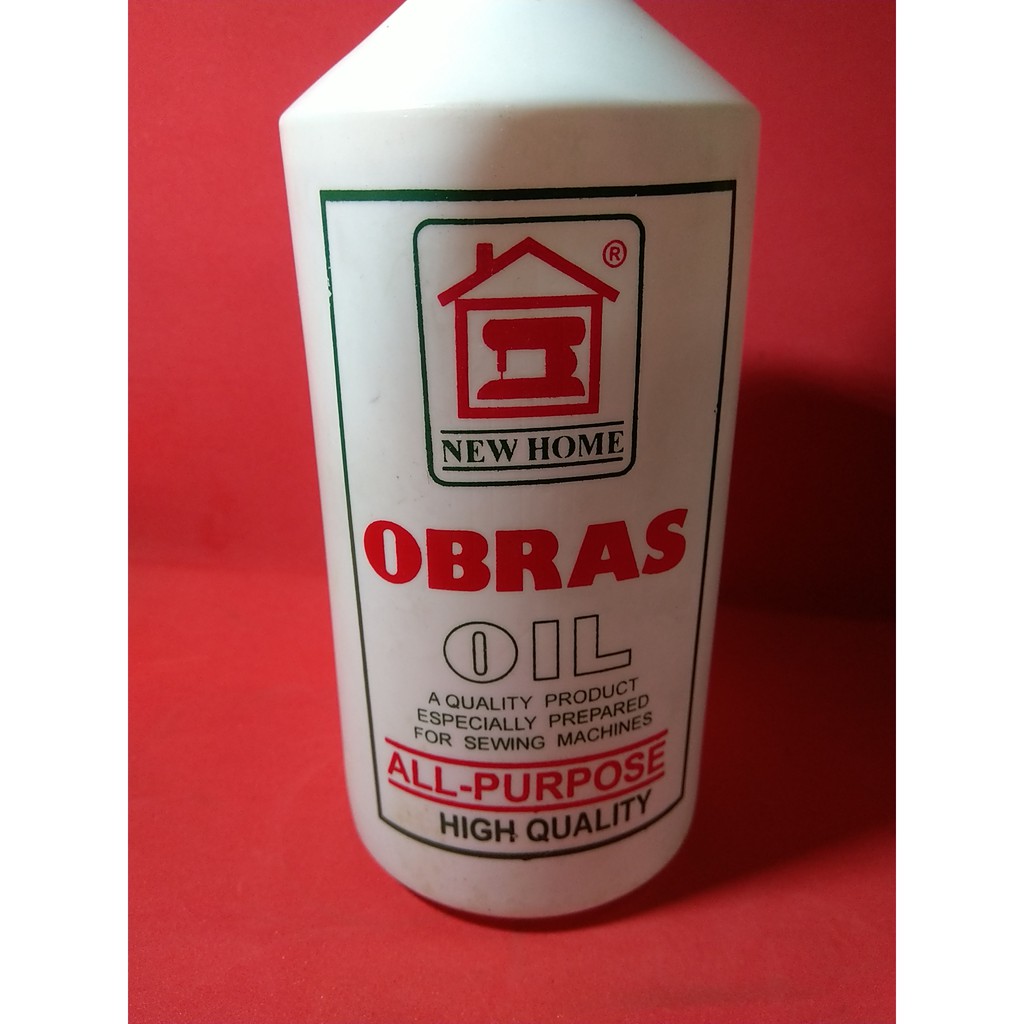 ®
NEW HOME
OBRAS
OIL
A QUALITY PRODUCT
ESPECIALLY PREPARED
FOR SEWING MACHINES
ALL-PURPOSE
HIGH QUALITY